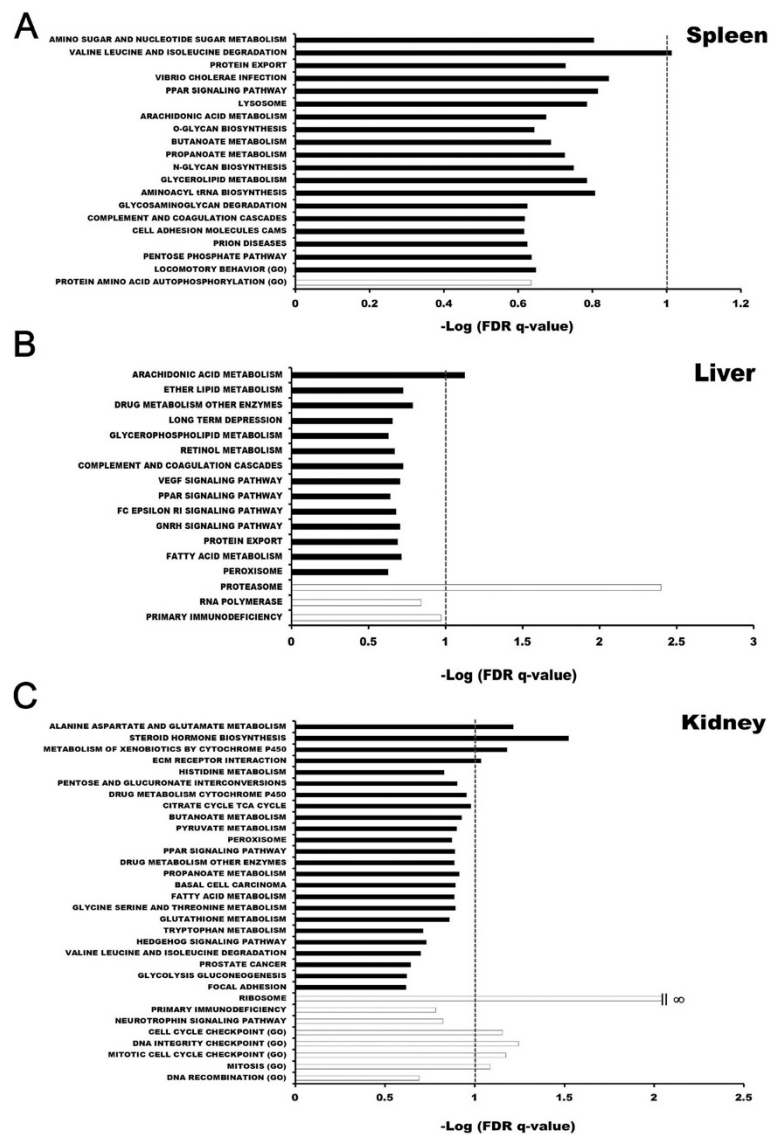 A
Spleen
AMINO SUGAR AND NUCLEOTIDE SUGAR METABOLISM
VALINE LEUCINE AND ISOLEUCINE DEGRADATION
PROTEIN EXPORT
VIBRIO CHOLERAE INFECTION
PPAR SIGNALING PATHWAY
LYSOSOME
ARACHIDONIC ACID METABOLISM
O-GLYCAN BIOSYNTHESIS
BUTANOATE METABOLISM
PROPANOATE METABOLISM
N-GLYCAN BIOSYNTHESIS
GLYCEROLIPID METABOLISM
AMINOACYL tRNA BIOSYNTHESIS
GLYCOSAMINOGLYCAN DEGRADATION
COMPLEMENT AND COAGULATION CASCADES
CELL ADHESION MOLECULES CAMS
PRION DISEASES
PENTOSE PHOSPHATE PATHWAY
LOCOMOTORY BEHAVIOR (GO)
PROTEIN AMINO ACID AUTOPHOSPHORYLATION (GO)
0 0.2 0.4 0.6 0.8 1 1.2
-Log (FDR q-value)
B
Liver
ARACHIDONIC ACID METABOLISM
ETHER LIPID METABOLISM
DRUG METABOLISM OTHER ENZYMES
LONG TERM DEPRESSION
GLYCEROPHOSPHOLIPID METABOLISM
RETINOL METABOLISM
COMPLEMENT AND COAGULATION CASCADES
VEGF SIGNALING PATHWAY
PPAR SIGNALING PATHWAY
FC EPSILON RI SIGNALING PATHWAY
GNRH SIGNALING PATHWAY
PROTEIN EXPORT
FATTY ACID METABOLISM
PEROXISOME
PROTEASOME
RNA POLYMERASE
PRIMARY IMMUNODEFICIENCY
0 0.5 1 1.5 2 2.5 3
-Log (FDR q-value)
C
Kidney
ALANINE ASPARTATE AND GLUTAMATE METABOLISM
STEROID HORMONE BIOSYNTHESIS
METABOLISM OF XENOBIOTICS BY CYTOCHROME P450
ECM RECEPTOR INTERACTION
HISTIDINE METABOLISM
PENTOSE AND GLUCURONATE INTERCONVERSIONS
DRUG METABOLISM CYTOCHROME P450
CITRATE CYCLE TCA CYCLE
BUTANOATE METABOLISM
PYRUVATE METABOLISM
PEROXISOME
PPAR SIGNALING PATHWAY
DRUG METABOLISM OTHER ENZYMES
PROPANOATE METABOLISM
BASAL CELL CARCINOMA
FATTY ACID METABOLISM
GLYCINE SERINE AND THREONINE METABOLISM
GLUTATHIONE METABOLISM
TRYPTOPHAN METABOLISM
HEDGEHOG SIGNALING PATHWAY
VALINE LEUCINE AND ISOLEUCINE DEGRADATION
PROSTATE CANCER
GLYCOLYSIS GLUCONEOGENESIS
FOCAL ADHESION
RIBOSOME ∞
PRIMARY IMMUNODEFICIENCY
NEUROTROPHIN SIGNALING PATHWAY
CELL CYCLE CHECKPOINT (GO)
DNA INTEGRITY CHECKPOINT (GO)
MITOTIC CELL CYCLE CHECKPOINT (GO)
MITOSIS (GO)
DNA RECOMBINATION (GO)
0 0.5 1 1.5 2 2.5
-Log (FDR q-value)